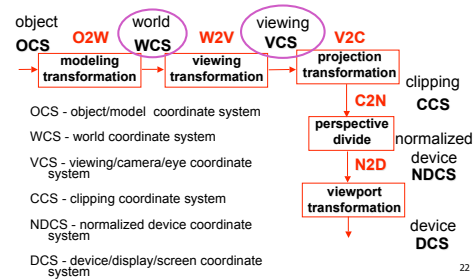 object
world
viewing
OCS
O2W
WCS
W2V
VCS
V2C
modeling
transformation
viewing
transformation
projection
transformation
clipping
CCS
C2N
OCS - object/model coordinate system
WCS - world coordinate system
VCS - viewing/camera/eye coordinate
system
CCS - clipping coordinate system
NDCS - normalized device coordinate
system
DCS - device/display/screen coordinate
system
perspective
divide
normalized
device
NDCS
N2D
viewport
transformation
device
DCS
22